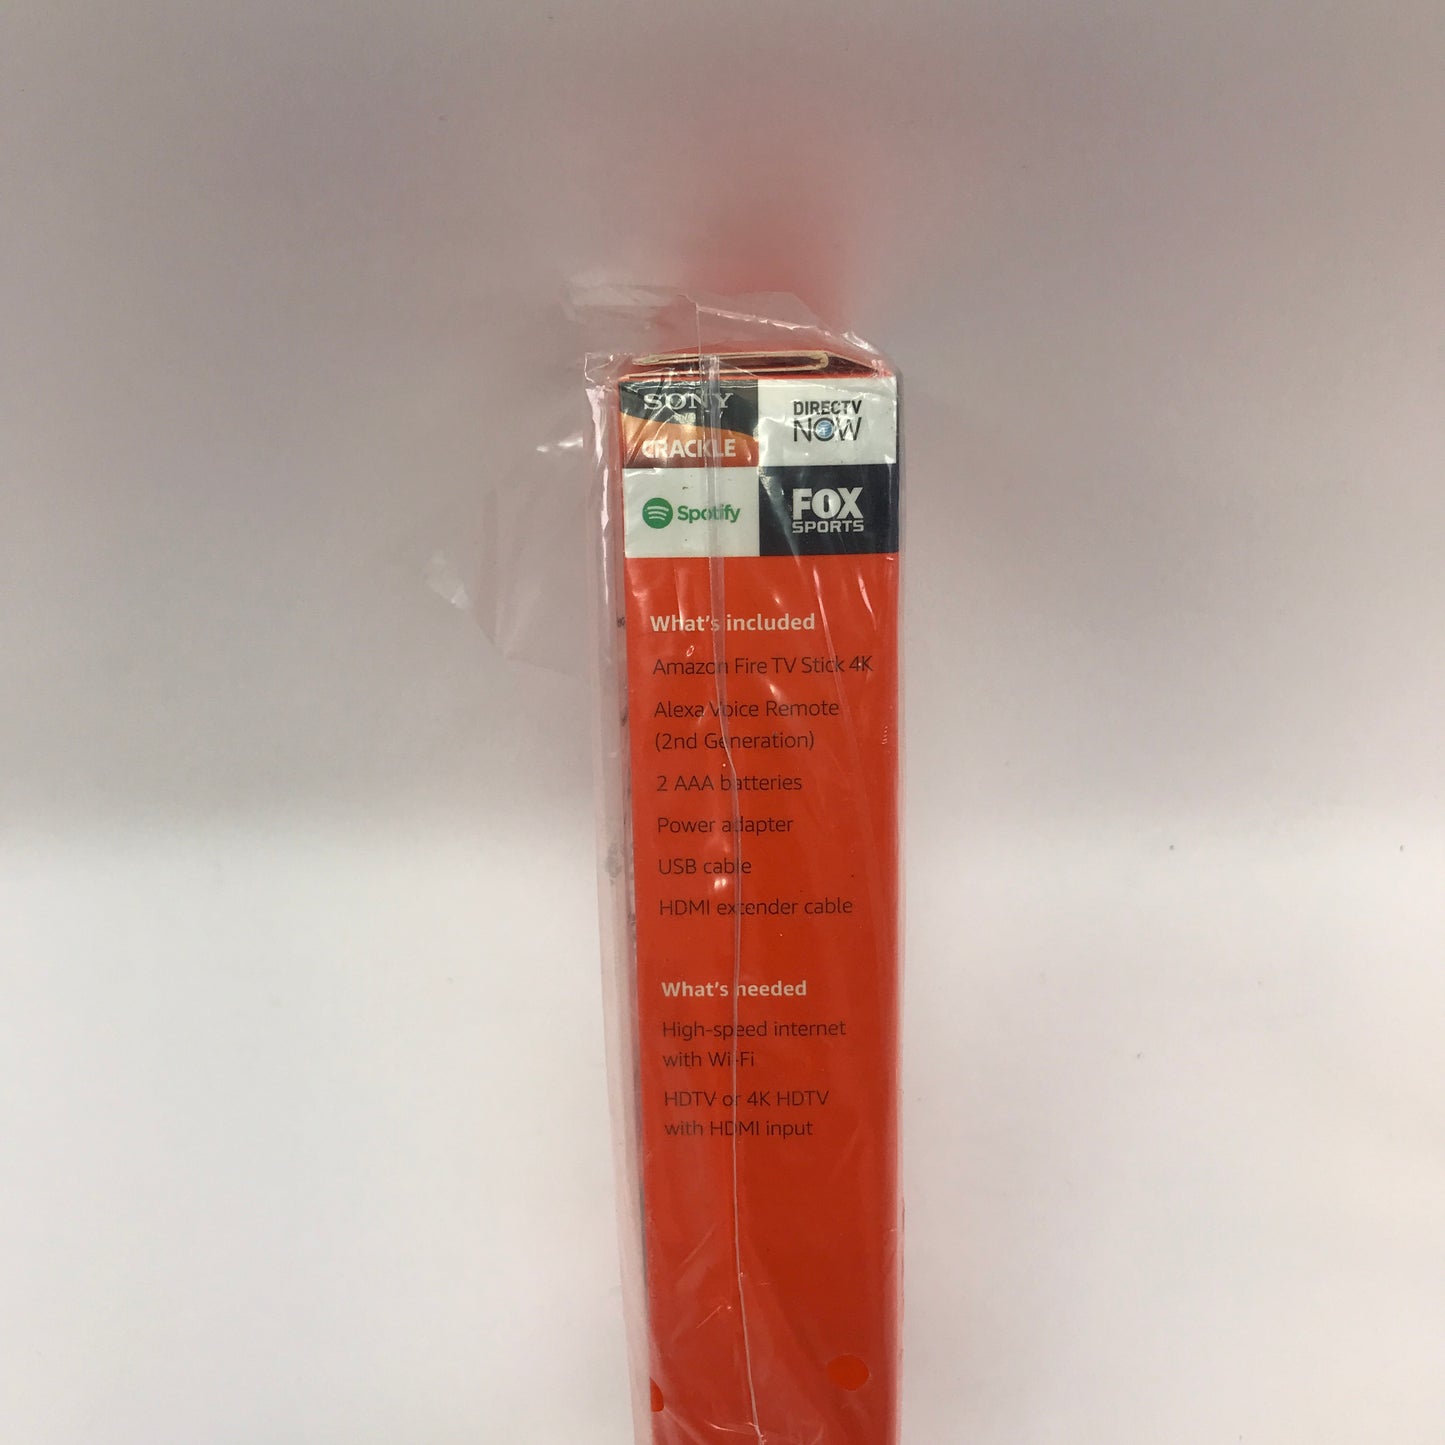 SONY
CRACKLE
DIRECTV
NOW
Spotify
FOX
SPORTS
What's included
Amazon Fire TV Stick 4K
Alexa Voice Remote
(2nd Generation)
2 AAA batteries
Power adapter
USB cable
HDMI extender cable
What's needed
High-speed internet
with Wi-Fi
HDTV or 4K HDTV
with HDMI input